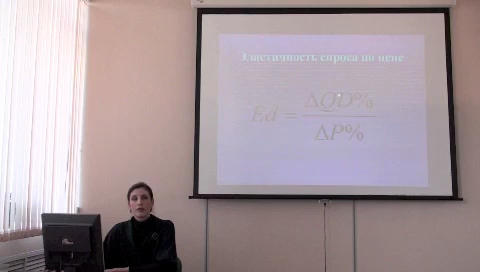 Эластичность спроса по цене
Ed = ΔQD% / ΔP%